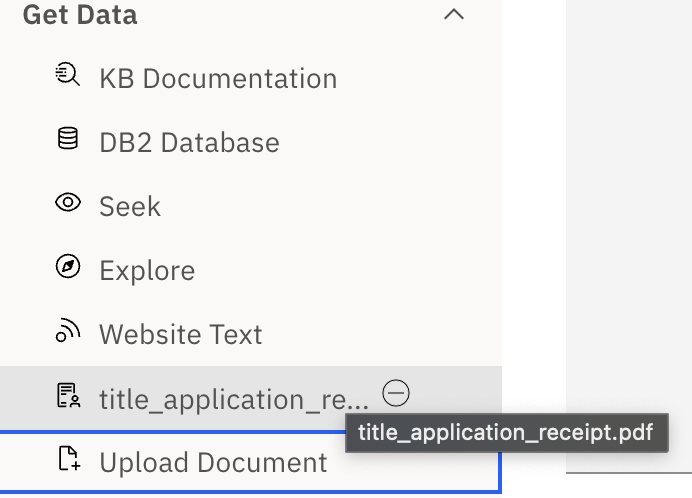 Get Data
KB Documentation
DB2 Database
Seek
Explore
Website Text
title_application_re...
title_application_receipt.pdf
Upload Document